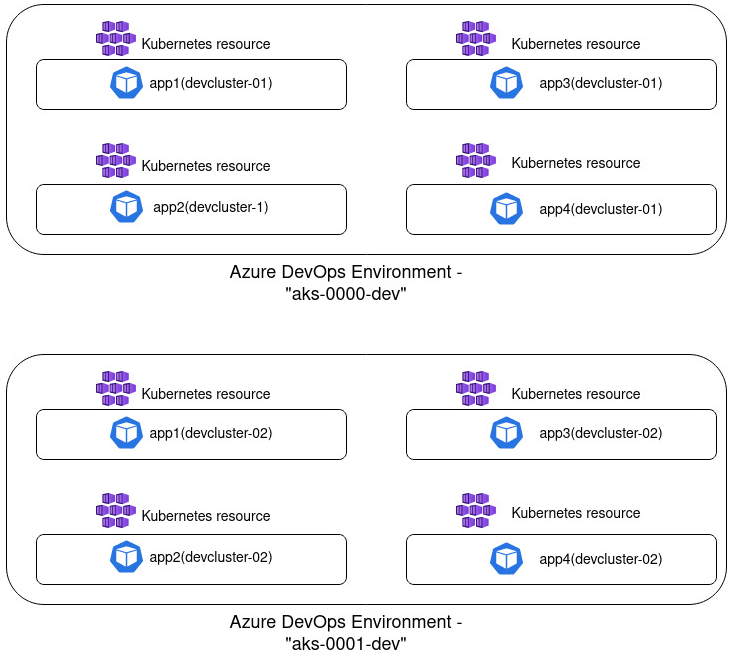 Kubernetes resource
app1(devcluster-01)
Kubernetes resource
app3(devcluster-01)
Kubernetes resource
app2(devcluster-1)
Kubernetes resource
app4(devcluster-01)
Azure DevOps Environment -
"aks-0000-dev"
Kubernetes resource
app1(devcluster-02)
Kubernetes resource
app3(devcluster-02)
Kubernetes resource
app2(devcluster-02)
Kubernetes resource
app4(devcluster-02)
Azure DevOps Environment -
"aks-0001-dev"